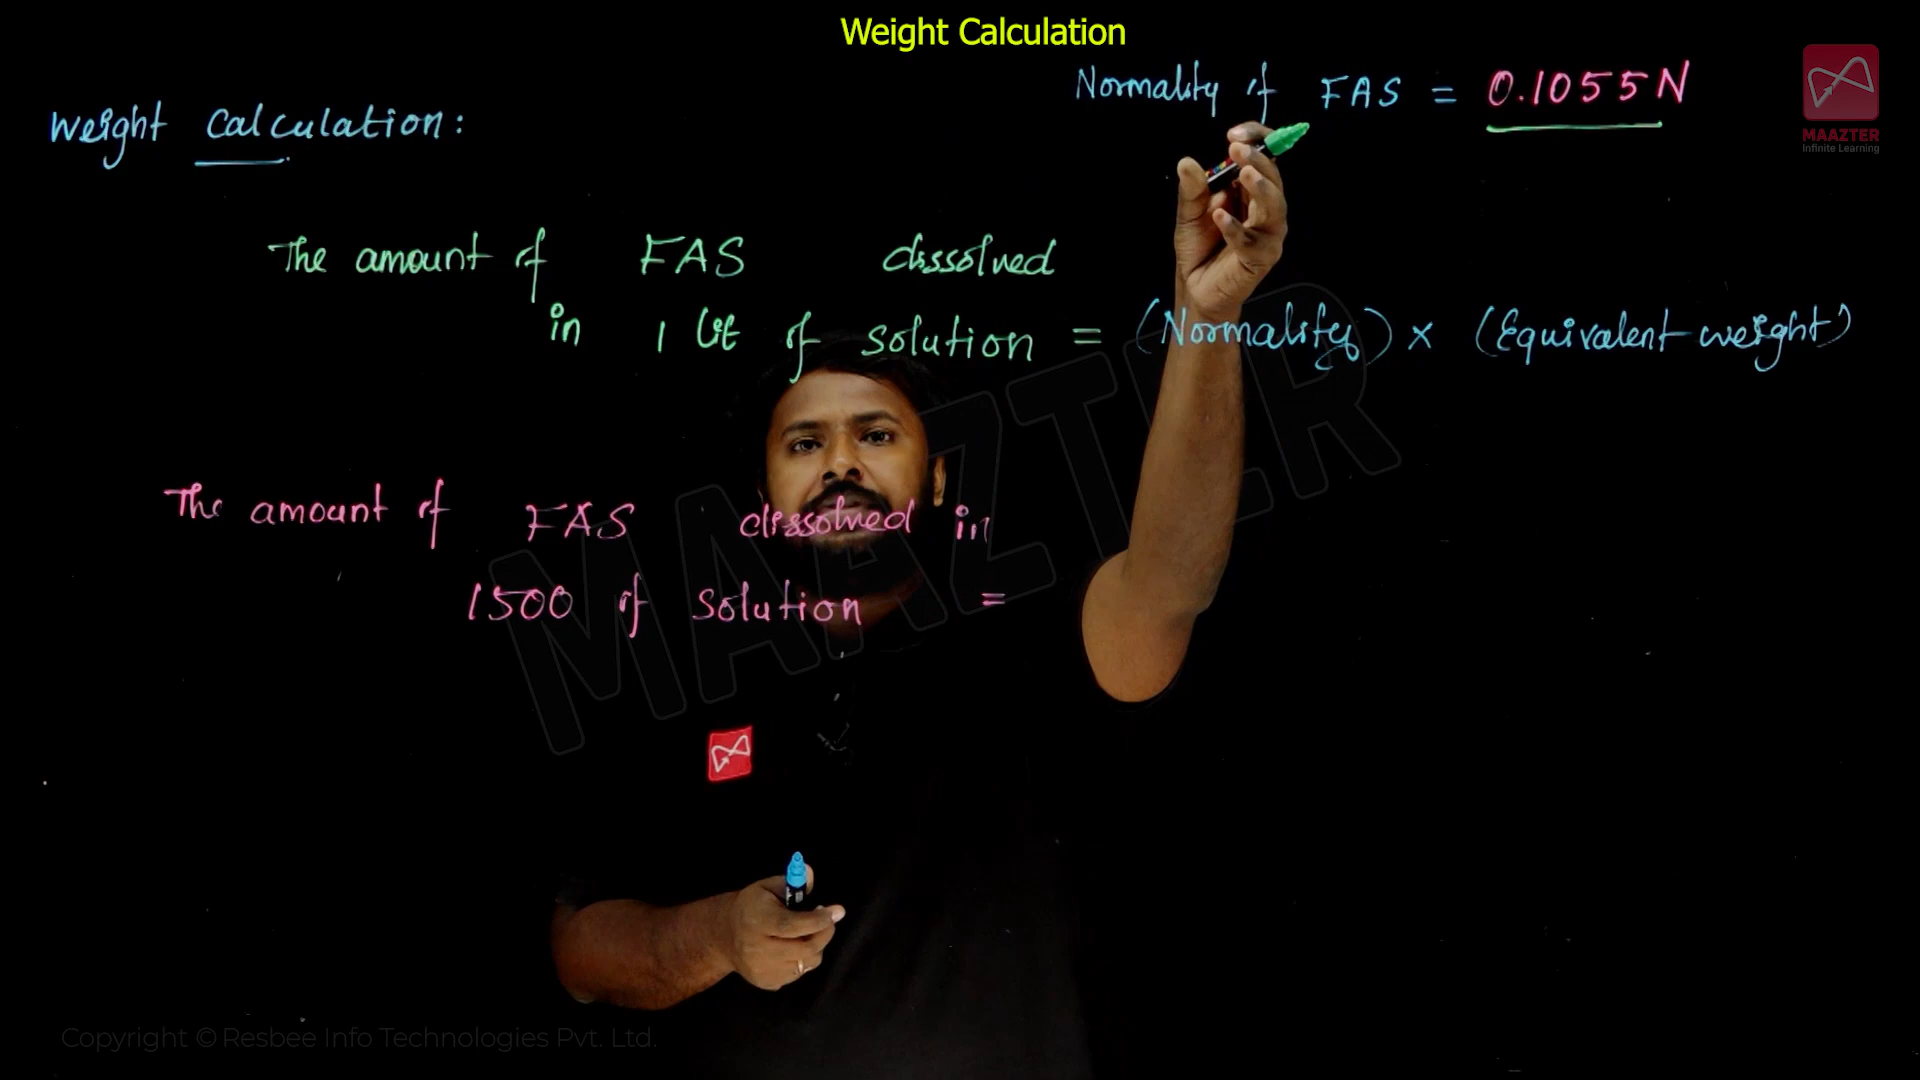 Weight Calculation
Normality of FAS = 0.1055N
Weight Calculation:
MAAZTER
Infinite Learning
The amount of FAS dissolved
in 1 lit of solution = (Normality) × (Equivalent weight)
MAAZTER
The amount of FAS dissolved in
1500 of solution =
Copyright © Resbee Info Technologies Pvt. Ltd.